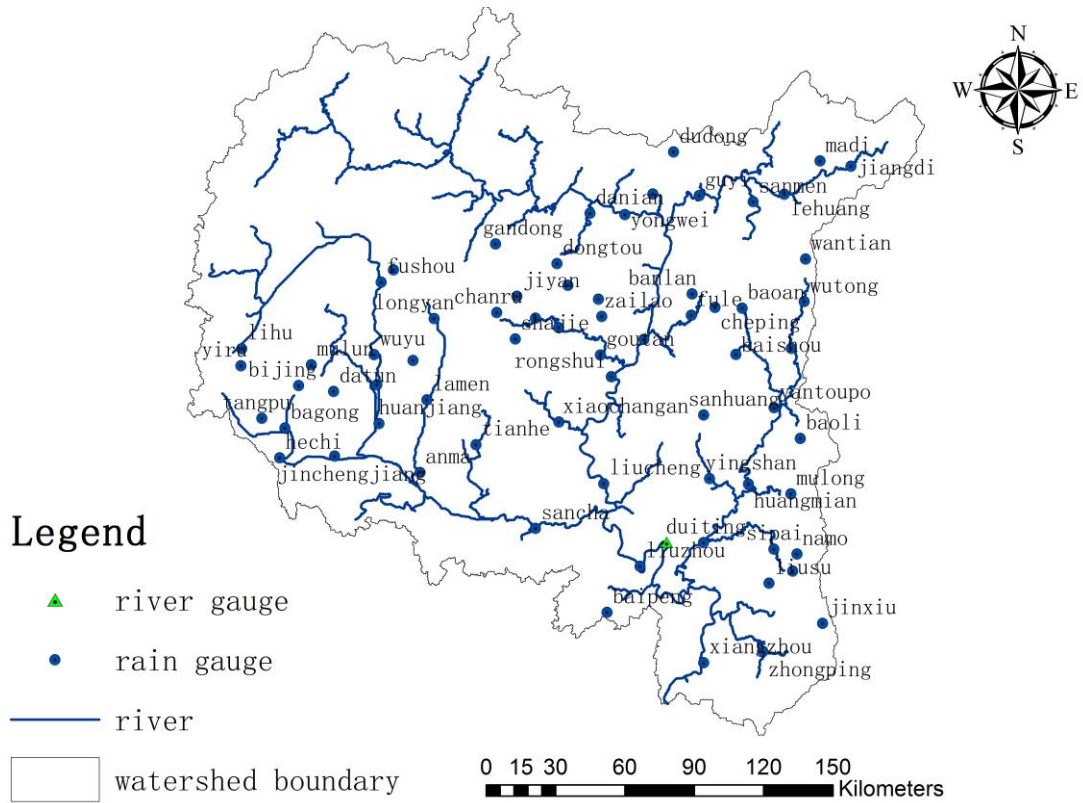 N
W E
S
dudong
madi
jiangdi
guyi
sanmen
lehuang
danian
yongwei
gandong
dongtou
wantian
fushou
longyan
chanra
jiyan
banlan
zailao
fule
baoan
wutong
cheping
shajie
lihu
yiru
mulun
wuyu
goutan
rongshui
baishou
bijing
datun
lamen
tangpu
bagong
huanjiang
xiaochangan
sanhuang
yantoupo
tianhe
baoli
hechi
jinchengjiang
anma
liucheng
yingshan
mulong
huangmian
sancha
duiting
sipai
namo
liuzhou
liusu
baipeng
jinxiu
xiangzhou
zhongping
Legend
river gauge
rain gauge
river
watershed boundary
0 15 30 60 90 120 150
Kilometers